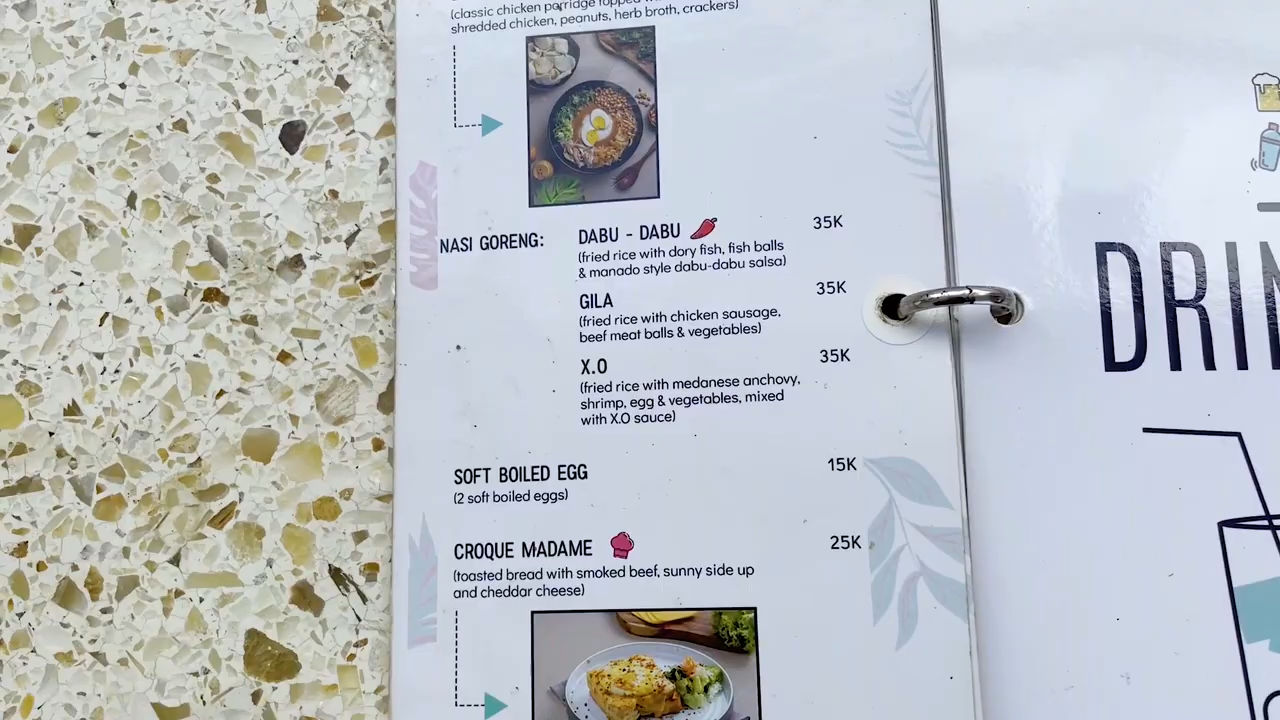 (classic chicken porridge topped
shredded chicken, peanuts, herb broth, crackers)
NASI GORENG:
DABU - DABU 35K
(fried rice with dory fish, fish balls
& manado style dabu-dabu salsa)
GILA 35K
(fried rice with chicken sausage,
beef meat balls & vegetables)
X.O 35K
(fried rice with medanese anchovy,
shrimp, egg & vegetables, mixed
with X.O sauce)
SOFT BOILED EGG 15K
(2 soft boiled eggs)
CROQUE MADAME 25K
(toasted bread with smoked beef, sunny side up
and cheddar cheese)
DRIN